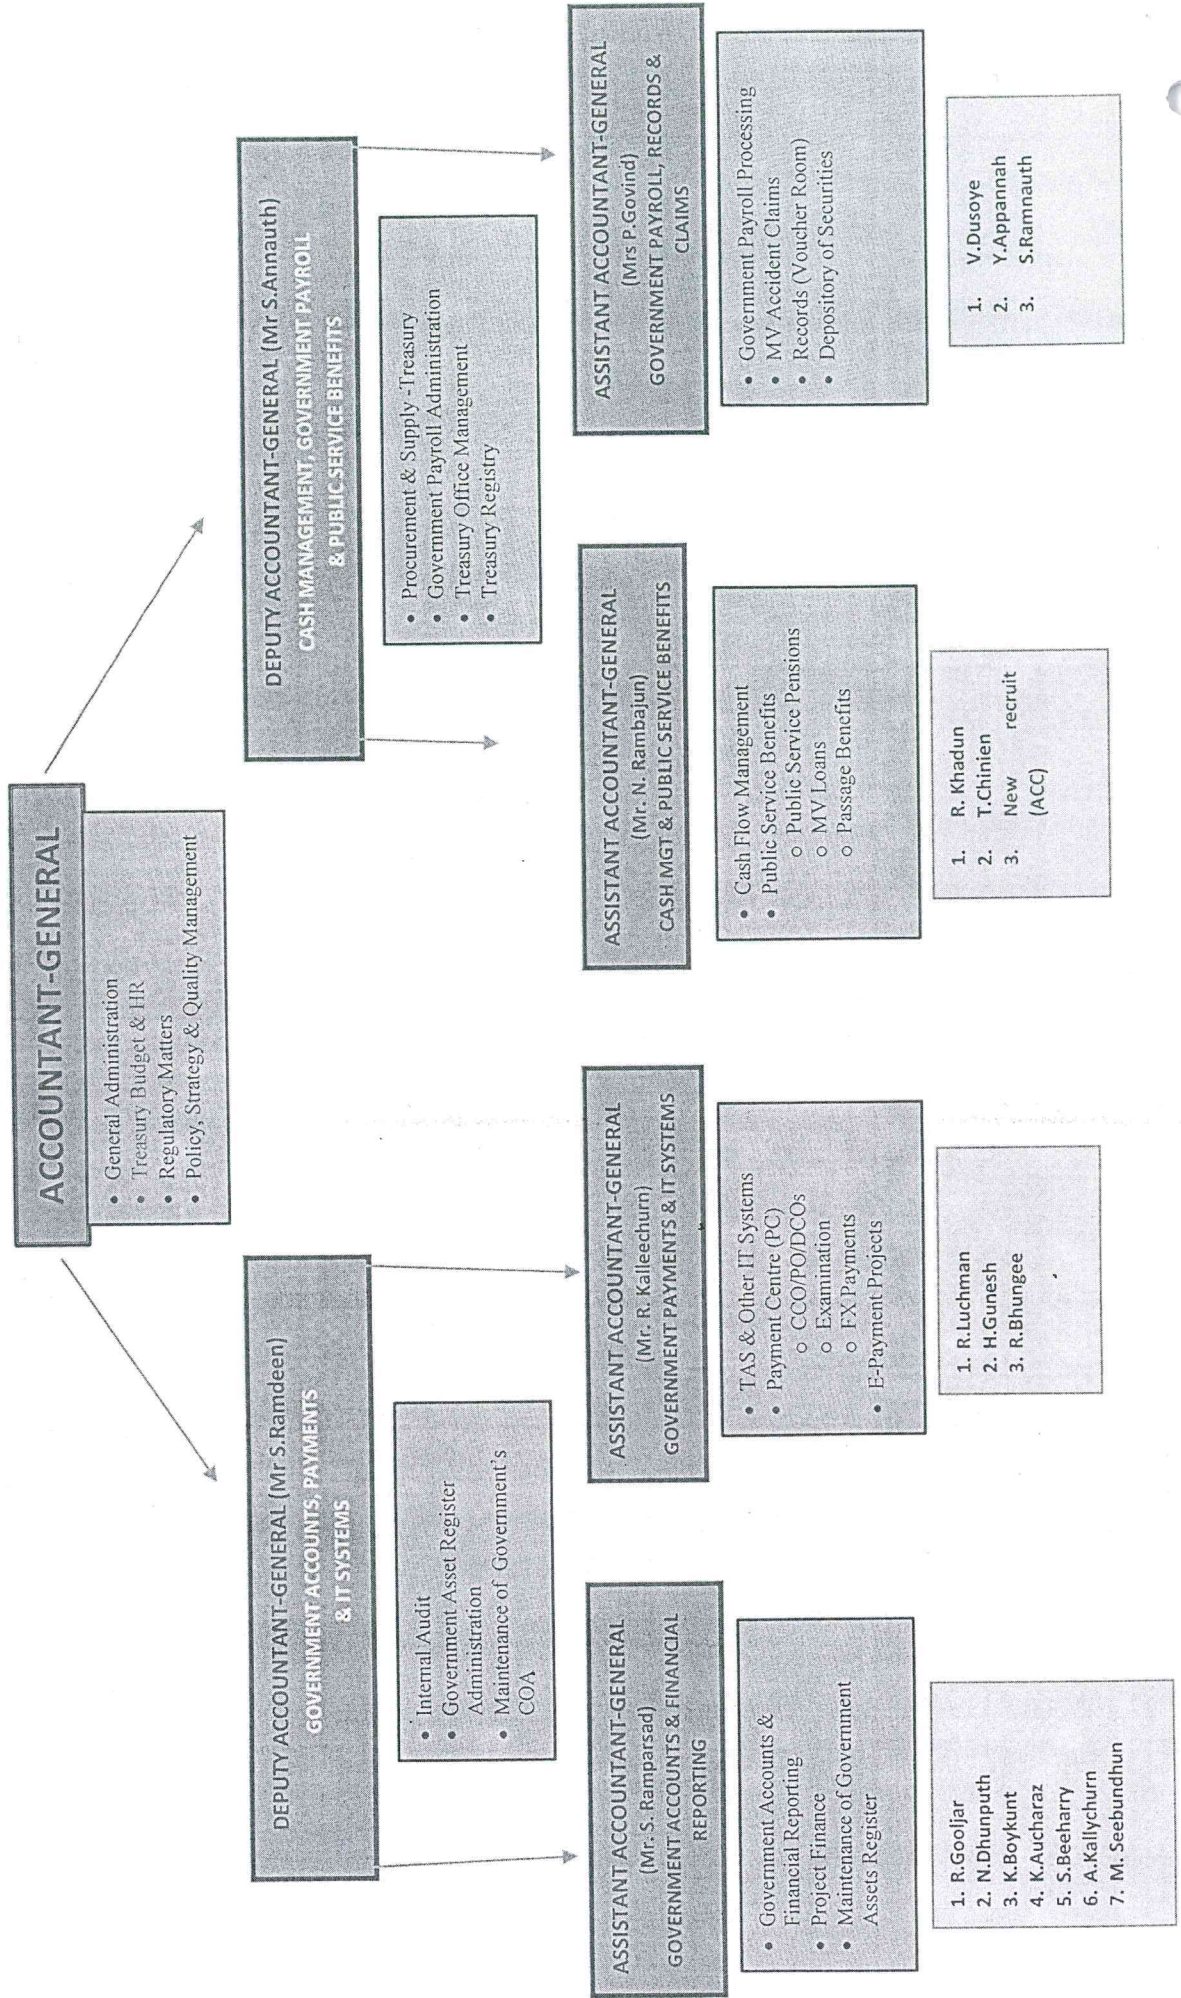 ACCOUNTANT-GENERAL
• General Administration
• Treasury Budget & HR
• Regulatory Matters
• Policy, Strategy & Quality Management
DEPUTY ACCOUNTANT-GENERAL (Mr S.Ramdeen)
GOVERNMENT ACCOUNTS, PAYMENTS
& IT SYSTEMS
• Internal Audit
• Government Asset Register
Administration
• Maintenance of Government's
COA
DEPUTY ACCOUNTANT-GENERAL (Mr S.Annauth)
CASH MANAGEMENT, GOVERNMENT PAYROLL
& PUBLIC SERVICE BENEFITS
• Procurement & Supply -Treasury
• Government Payroll Administration
• Treasury Office Management
• Treasury Registry
ASSISTANT ACCOUNTANT-GENERAL
(Mr. S. Ramparsad)
GOVERNMENT ACCOUNTS & FINANCIAL
REPORTING
• Government Accounts &
Financial Reporting
• Project Finance
• Maintenance of Government
Assets Register
1. R.Gooljar
2. N.Dhunputh
3. K.Boykunt
4. K.Aucharaz
5. S.Beeharry
6. A.Kallychurn
7. M. Seebundhun
ASSISTANT ACCOUNTANT-GENERAL
(Mr. R. Kalleechurn)
GOVERNMENT PAYMENTS & IT SYSTEMS
• TAS & Other IT Systems
• Payment Centre (PC)
o CCO/PO/DCOs
o Examination
o FX Payments
• E-Payment Projects
1. R.Luchman
2. H.Gunesh
3. R.Bhungee
ASSISTANT ACCOUNTANT-GENERAL
(Mr. N. Rambajun)
CASH MGT & PUBLIC SERVICE BENEFITS
• Cash Flow Management
• Public Service Benefits
o Public Service Pensions
o MV Loans
o Passage Benefits
1. R. Khadun
2. T.Chinien
3. New recruit
(ACC)
ASSISTANT ACCOUNTANT-GENERAL
(Mrs P.Govind)
GOVERNMENT PAYROLL, RECORDS &
CLAIMS
• Government Payroll Processing
• MV Accident Claims
• Records (Voucher Room)
• Depository of Securities
1. V.Dusoye
2. Y.Appannah
3. S.Ramnauth